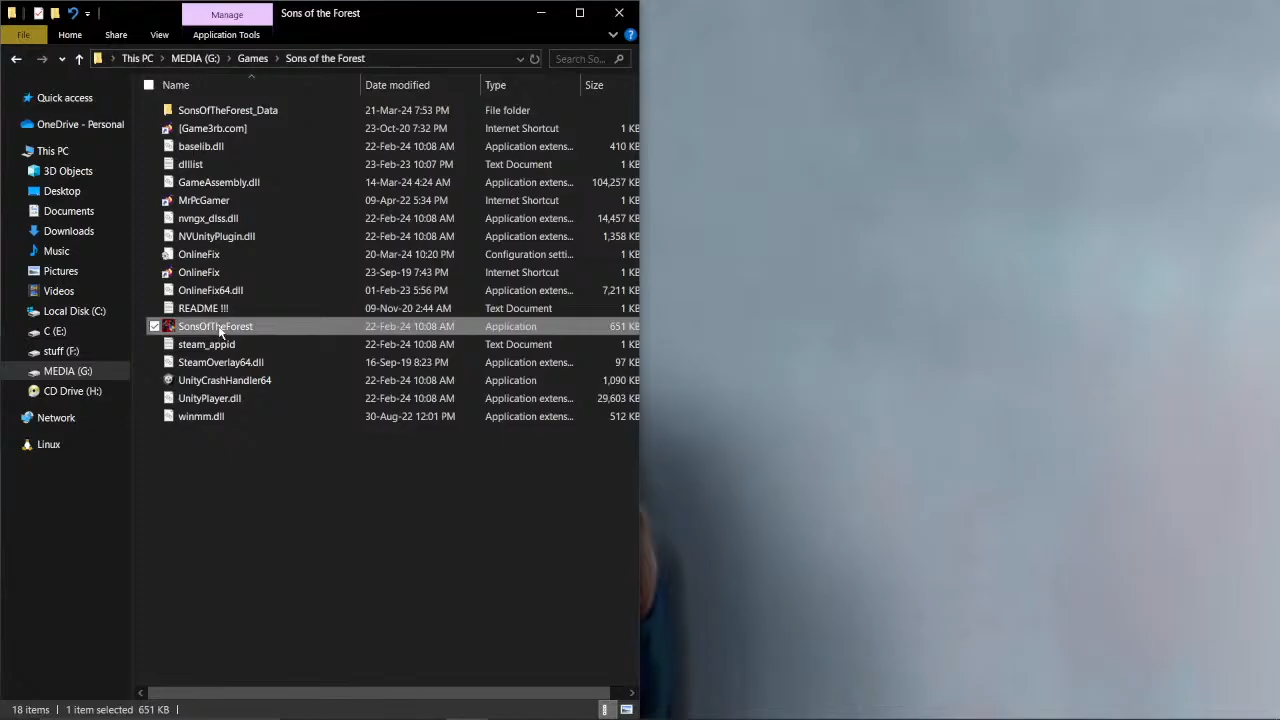 Manage
Sons of the Forest
File
Home
Share
View
Application Tools
This PC
MEDIA (G:)
Games
Sons of the Forest
Search So...
Name
Date modified
Type
Size
Quick access
OneDrive - Personal
This PC
3D Objects
Desktop
Documents
Downloads
Music
Pictures
Videos
Local Disk (C:)
C (E:)
stuff (F:)
MEDIA (G:)
CD Drive (H:)
Network
Linux
SonsOfTheForest_Data 21-Mar-24 7:53 PM File folder
[Game3rb.com] 23-Oct-20 7:32 PM Internet Shortcut 1 KB
baselib.dll 22-Feb-24 10:08 AM Application extens... 410 KB
dlllist 23-Feb-23 10:07 PM Text Document 1 KB
GameAssembly.dll 14-Mar-24 4:24 AM Application extens... 104,257 KB
MrPcGamer 09-Apr-22 5:34 PM Internet Shortcut 1 KB
nvngx_dlss.dll 22-Feb-24 10:08 AM Application extens... 14,457 KB
NVUnityPlugin.dll 22-Feb-24 10:08 AM Application extens... 1,358 KB
OnlineFix 20-Mar-24 10:20 PM Configuration setti... 1 KB
OnlineFix 23-Sep-19 7:43 PM Internet Shortcut 1 KB
OnlineFix64.dll 01-Feb-23 5:56 PM Application extens... 7,211 KB
README !!! 09-Nov-20 2:44 AM Text Document 1 KB
SonsOfTheForest 22-Feb-24 10:08 AM Application 651 KB
steam_appid 22-Feb-24 10:08 AM Text Document 1 KB
SteamOverlay64.dll 16-Sep-19 8:23 PM Application extens... 97 KB
UnityCrashHandler64 22-Feb-24 10:08 AM Application 1,090 KB
UnityPlayer.dll 22-Feb-24 10:08 AM Application extens... 29,603 KB
winmm.dll 30-Aug-22 12:01 PM Application extens... 512 KB
18 items
1 item selected 651 KB